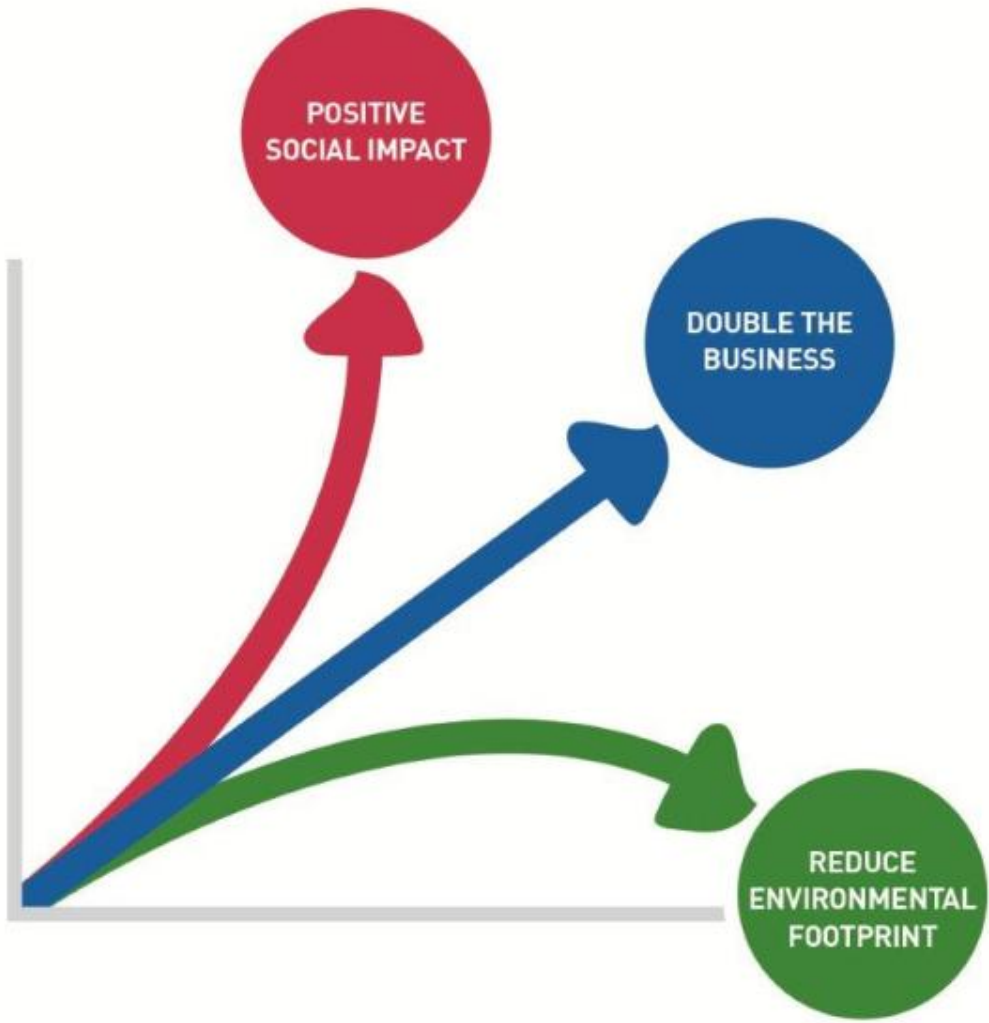 POSITIVE
SOCIAL IMPACT
DOUBLE THE
BUSINESS
REDUCE
ENVIRONMENTAL
FOOTPRINT